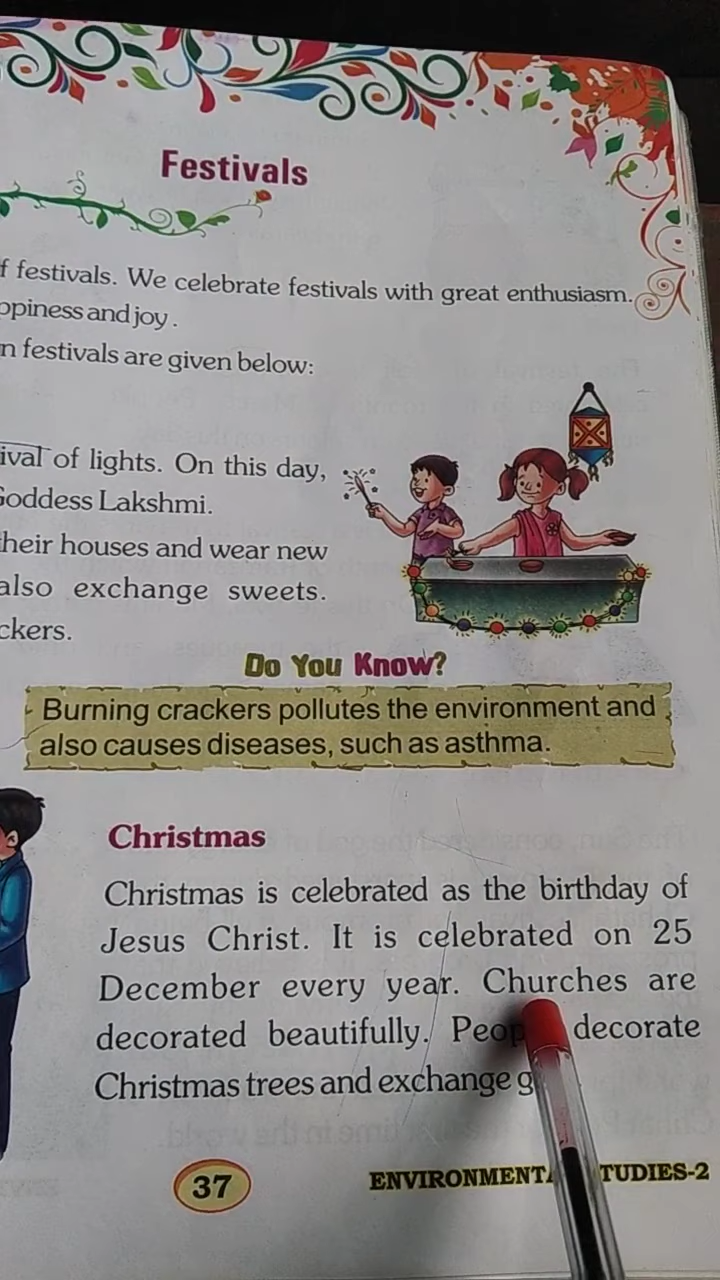 Festivals
f festivals. We celebrate festivals with great enthusiasm.
ppiness and joy.
n festivals are given below:
ival of lights. On this day,
Goddess Lakshmi.
heir houses and wear new
also exchange sweets.
ckers.
Do You Know?
Burning crackers pollutes the environment and
also causes diseases, such as asthma.
Christmas
Christmas is celebrated as the birthday of
Jesus Christ. It is celebrated on 25
December every year. Churches are
decorated beautifully. Peop decorate
Christmas trees and exchange g
37
ENVIRONMENTA TUDIES-2